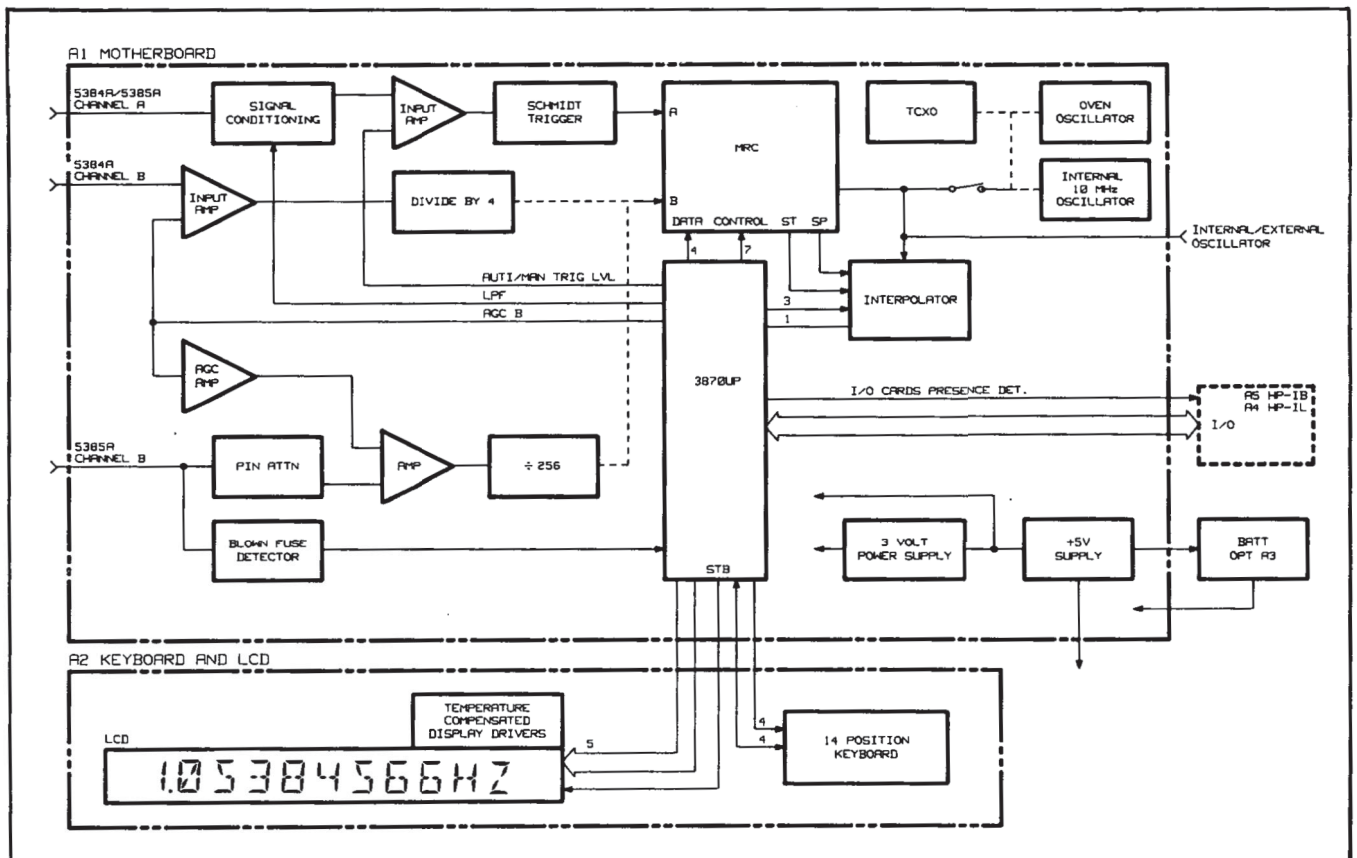 A1 MOTHERBOARD
5384A/5385A
CHANNEL A
SIGNAL
CONDITIONING
INPUT
AMP
SCHMIDT
TRIGGER
A
MRC
B
DATA CONTROL ST SP
TCXO
OVEN
OSCILLATOR
INTERNAL
10 MHz
OSCILLATOR
5384A
CHANNEL B
INPUT
AMP
DIVIDE BY 4
4
7
INTERNAL/EXTERNAL
OSCILLATOR
AUTI/MAN TRIG LVL
LPF
AGC B
3
1
INTERPOLATOR
AGC
AMP
3870UP
I/O CARDS PRESENCE DET.
A5 HP-IB
A4 HP-IL
I/O
5385A
CHANNEL B
PIN ATTN
AMP
÷ 256
BLOWN FUSE
DETECTOR
STB
3 VOLT
POWER SUPPLY
+5V
SUPPLY
BATT
OPT A3
A2 KEYBOARD AND LCD
TEMPERATURE
COMPENSATED
DISPLAY DRIVERS
LCD
1.05384566HZ
5
4
4
14 POSITION
KEYBOARD